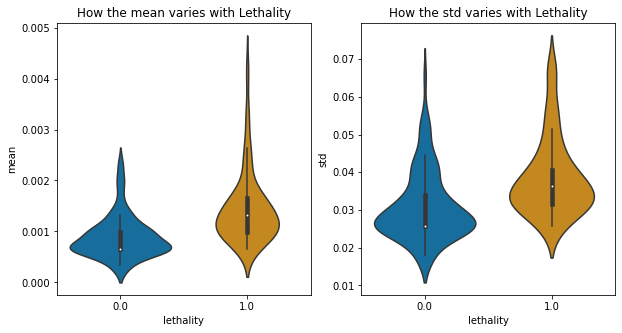 How the mean varies with Lethality
0.005
0.004
0.003
0.002
0.001
0.000
mean
0.0
1.0
lethality
How the std varies with Lethality
0.07
0.06
0.05
0.04
0.03
0.02
0.01
std
0.0
1.0
lethality